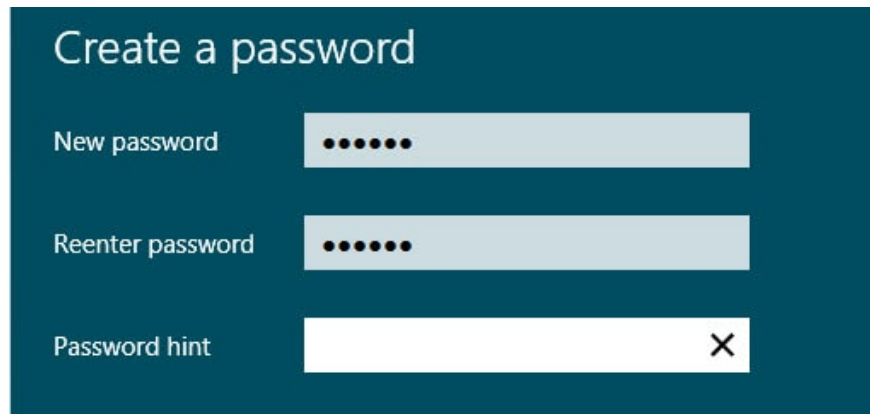 Create a password
New password ••••••
Reenter password ••••••
Password hint